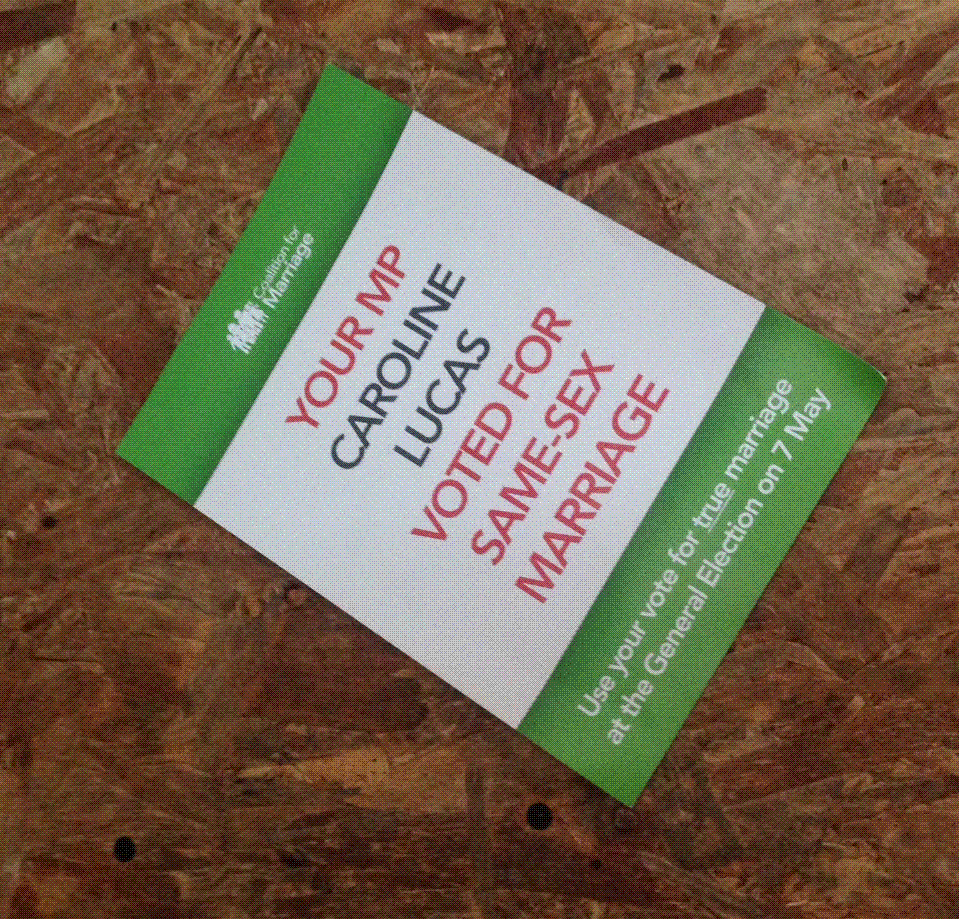 Coalition for
Marriage
YOUR MP
CAROLINE
LUCAS
VOTED FOR
SAME-SEX
MARRIAGE
Use your vote for true marriage
at the General Election on 7 May